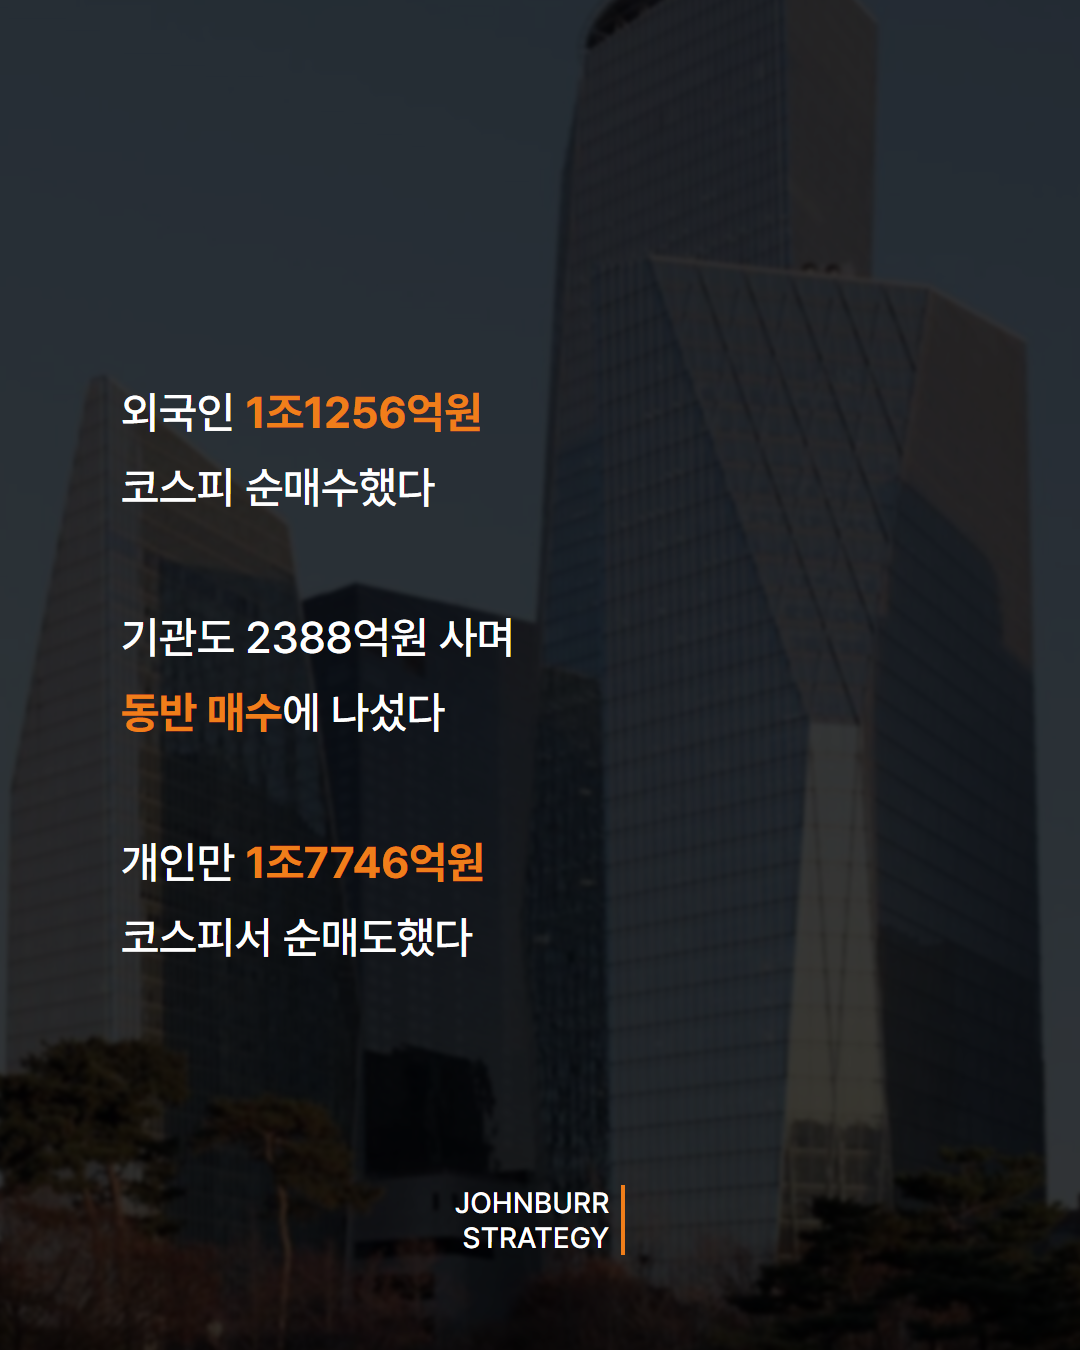 외국인 1조1256억원
코스피 순매수했다
기관도 2388억원 사며
동반 매수에 나섰다
개인만 1조7746억원
코스피서 순매도했다
JOHNBURR
STRATEGY